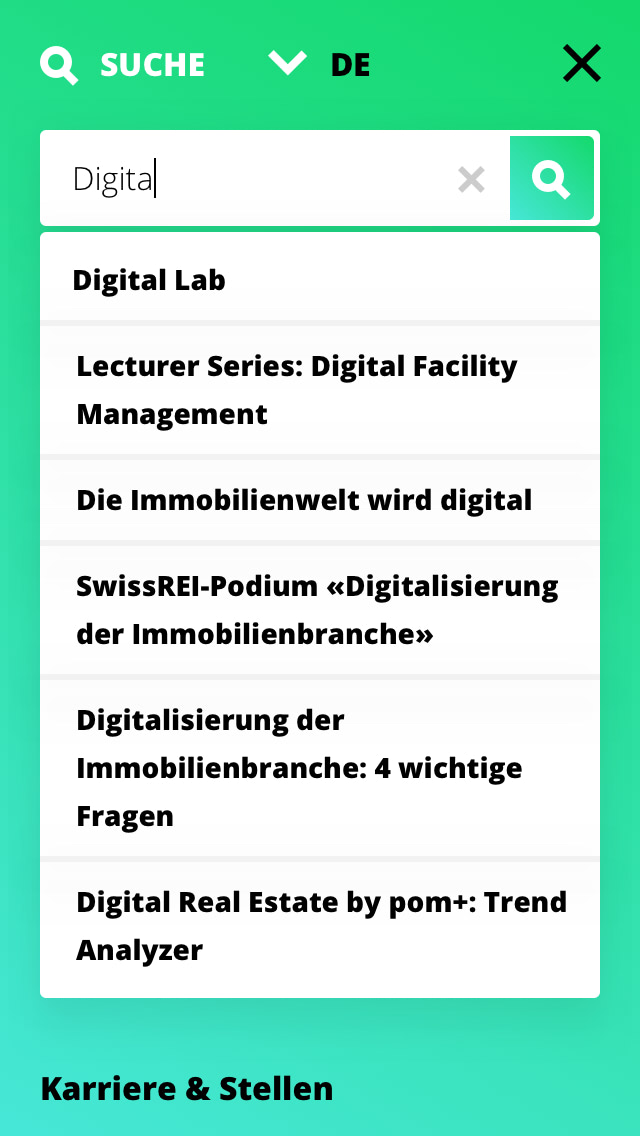 SUCHE DE
Digita
Digital Lab
Lecturer Series: Digital Facility
Management
Die Immobilienwelt wird digital
SwissREI-Podium «Digitalisierung
der Immobilienbranche»
Digitalisierung der
Immobilienbranche: 4 wichtige
Fragen
Digital Real Estate by pom+: Trend
Analyzer
Karriere & Stellen